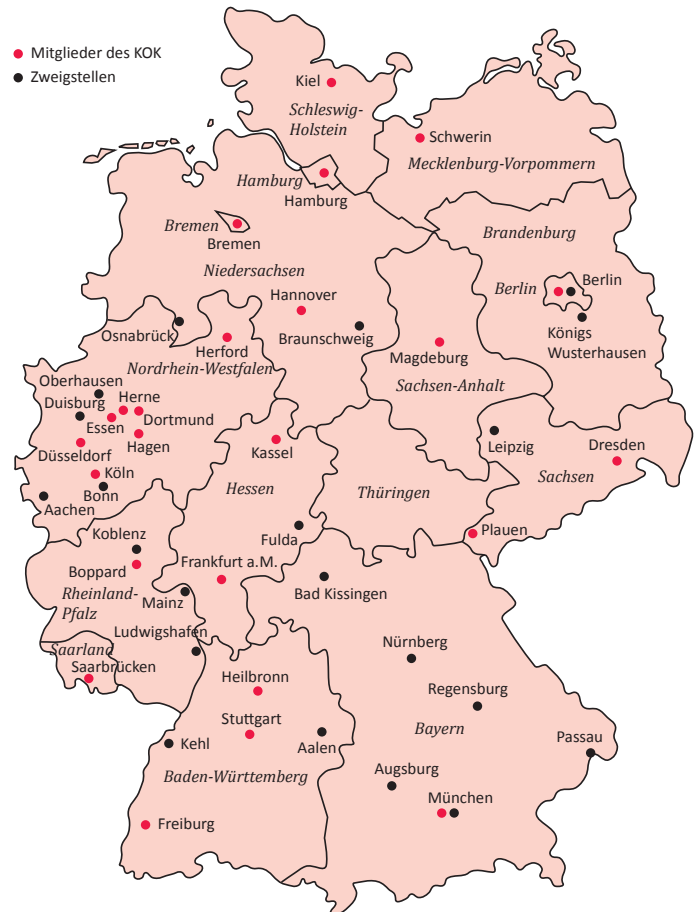 Mitglieder des KOK
Zweigstellen
Kiel
Schleswig-
Holstein
Schwerin
Mecklenburg-Vorpommern
Hamburg
Hamburg
Bremen
Bremen
Niedersachsen
Brandenburg
Berlin
Berlin
Königs
Wusterhausen
Hannover
Braunschweig
Osnabrück
Herford
Nordrhein-Westfalen
Magdeburg
Sachsen-Anhalt
Oberhausen
Duisburg
Herne
Essen
Dortmund
Hagen
Düsseldorf
Köln
Bonn
Aachen
Kassel
Hessen
Thüringen
Leipzig
Dresden
Sachsen
Plauen
Koblenz
Boppard
Fulda
Frankfurt a.M.
Rheinland-
Pfalz
Mainz
Bad Kissingen
Ludwigshafen
Saarland
Saarbrücken
Nürnberg
Heilbronn
Regensburg
Stuttgart
Bayern
Kehl
Aalen
Passau
Baden-Württemberg
Augsburg
München
Freiburg